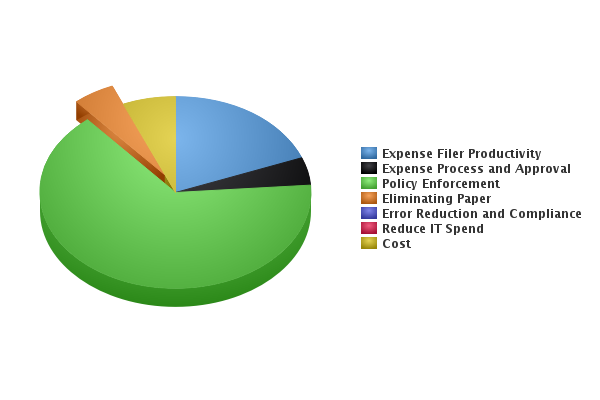 Expense Filer Productivity
Expense Process and Approval
Policy Enforcement
Eliminating Paper
Error Reduction and Compliance
Reduce IT Spend
Cost